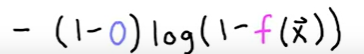 - (1-0) log(1-f(x⃗))